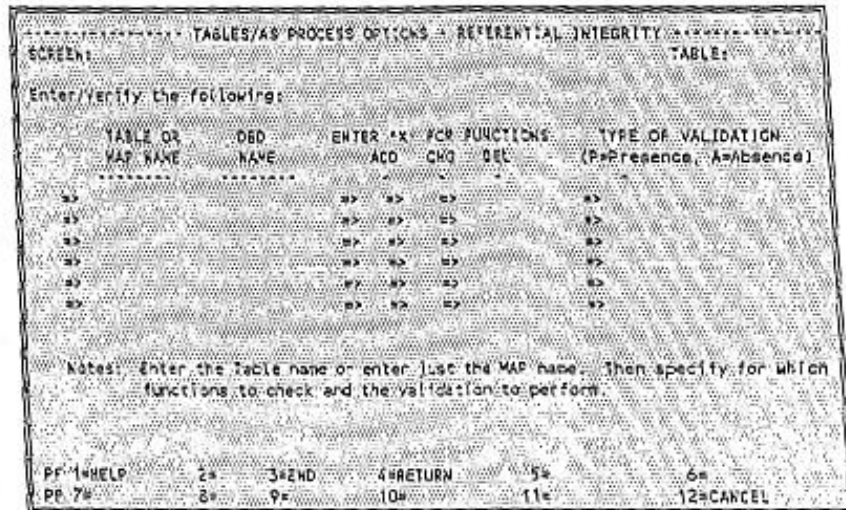 ---------------- TABLES/AS PROCESS OPTIONS - REFERENTIAL INTEGRITY ----------------
SCREEN: TABLE:
Enter/Verify the following:
TABLE OR DBD ENTER "X" FOR FUNCTIONS TYPE OF VALIDATION
MAP NAME NAME ADD CHG DEL (P=Presence, A=Absence)
-------- -------- - - - -
=> => => => =>
=> => => => =>
=> => => => =>
=> => => => =>
=> => => => =>
=> => => => =>
Notes: Enter the Table name or enter just the MAP name. Then specify for which
functions to check and the validation to perform.
PF 1=HELP 2= 3=END 4=RETURN 5= 6=
PF 7= 8= 9= 10= 11= 12=CANCEL